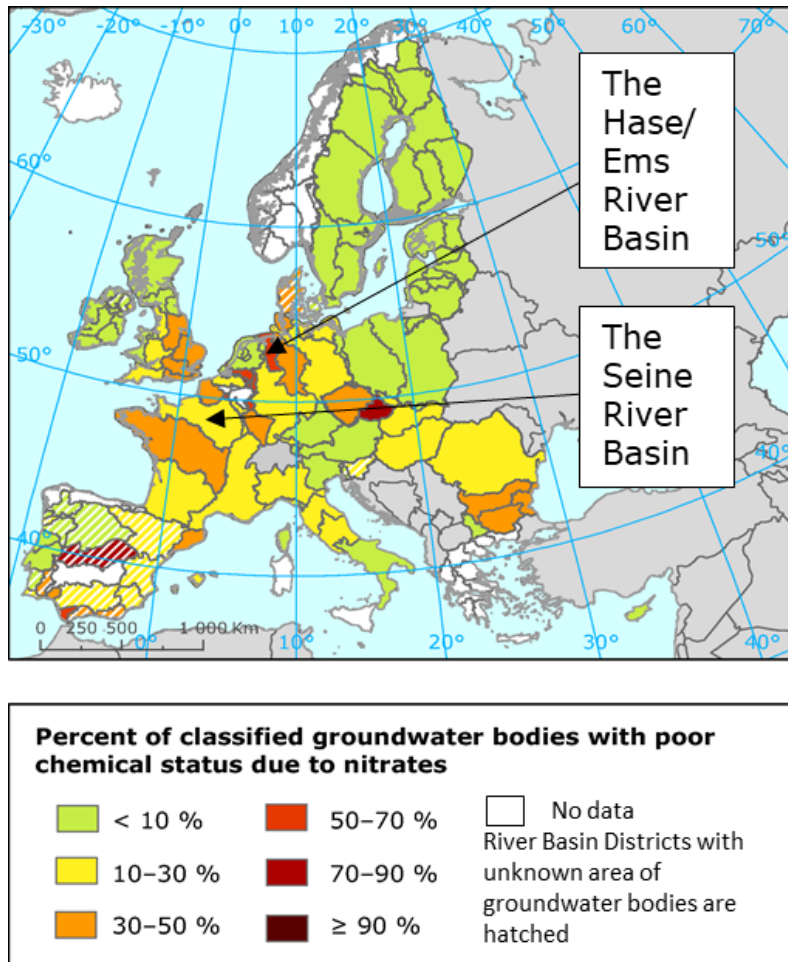 -30° -20° -10° 0° 10° 20° 30° 40° 50° 60° 70°
60°
50°
40°
50°
40°
The
Hase/
Ems
River
Basin
The
Seine
River
Basin
0 250 500 1 000 Km
0° 10° 20° 30° 40°
Percent of classified groundwater bodies with poor
chemical status due to nitrates
< 10 %
10–30 %
30–50 %
50–70 %
70–90 %
≥ 90 %
No data
River Basin Districts with
unknown area of
groundwater bodies are
hatched